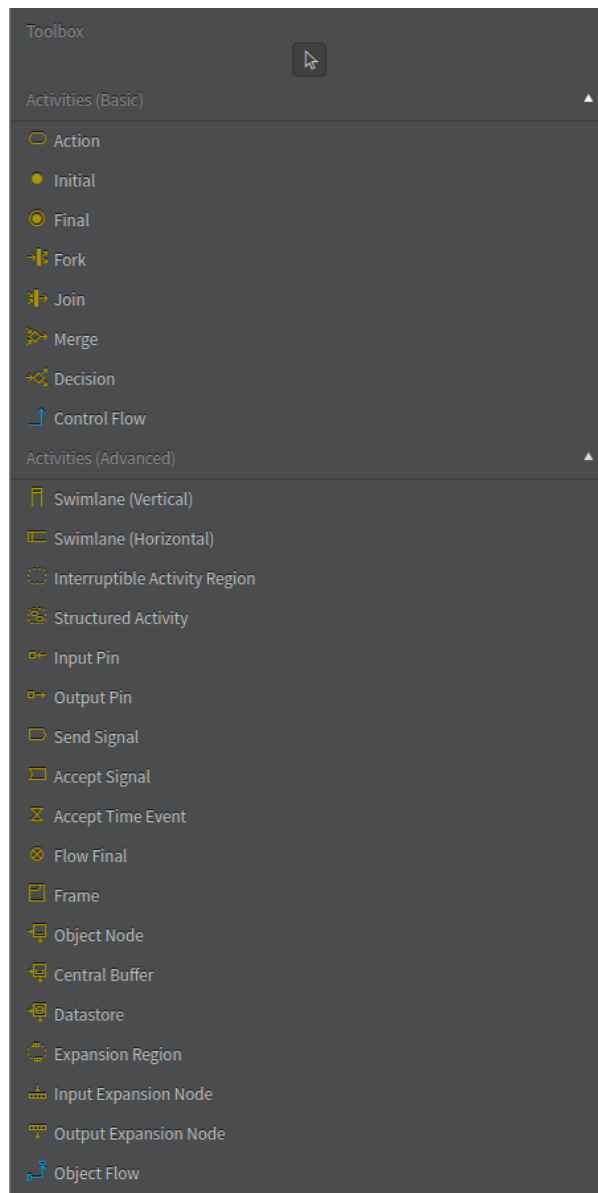 Toolbox
Activities (Basic)
Action
Initial
Final
Fork
Join
Merge
Decision
Control Flow
Activities (Advanced)
Swimlane (Vertical)
Swimlane (Horizontal)
Interruptible Activity Region
Structured Activity
Input Pin
Output Pin
Send Signal
Accept Signal
Accept Time Event
Flow Final
Frame
Object Node
Central Buffer
Datastore
Expansion Region
Input Expansion Node
Output Expansion Node
Object Flow